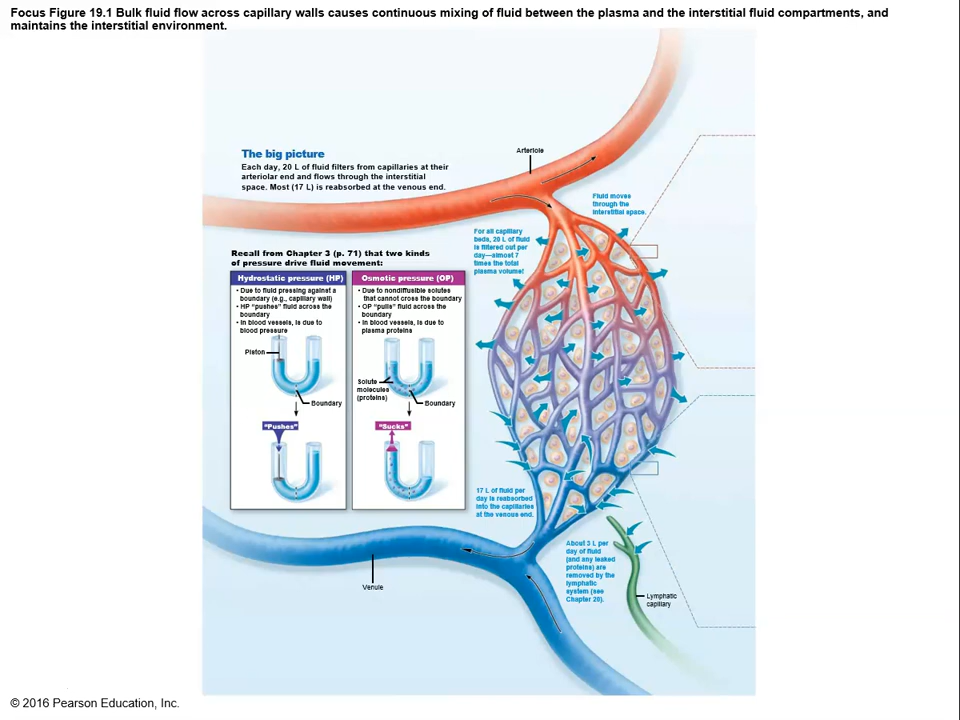 Focus Figure 19.1 Bulk fluid flow across capillary walls causes continuous mixing of fluid between the plasma and the interstitial fluid compartments, and
maintains the interstitial environment.
The big picture
Each day, 20 L of fluid filters from capillaries at their
arteriolar end and flows through the interstitial
space. Most (17 L) is reabsorbed at the venous end.
Arteriole
Fluid moves
through the
interstitial space.
For all capillary
beds, 20 L of fluid
is filtered out per
day—almost 7
times the total
plasma volume!
Recall from Chapter 3 (p. 71) that two kinds
of pressure drive fluid movement:
Hydrostatic pressure (HP)
• Due to fluid pressing against a
boundary (e.g., capillary wall)
• HP "pushes" fluid across the
boundary
• In blood vessels, is due to
blood pressure
Piston
Boundary
"Pushes"
Osmotic pressure (OP)
• Due to nondiffusible solutes
that cannot cross the boundary
• OP "pulls" fluid across the
boundary
• In blood vessels, is due to
plasma proteins
Solute
molecules
(proteins)
Boundary
"Sucks"
17 L of fluid per
day is reabsorbed
into the capillaries
at the venous end.
About 3 L per
day of fluid
(and any leaked
proteins) are
removed by the
lymphatic
system (see
Chapter 20).
Venule
Lymphatic
capillary
© 2016 Pearson Education, Inc.